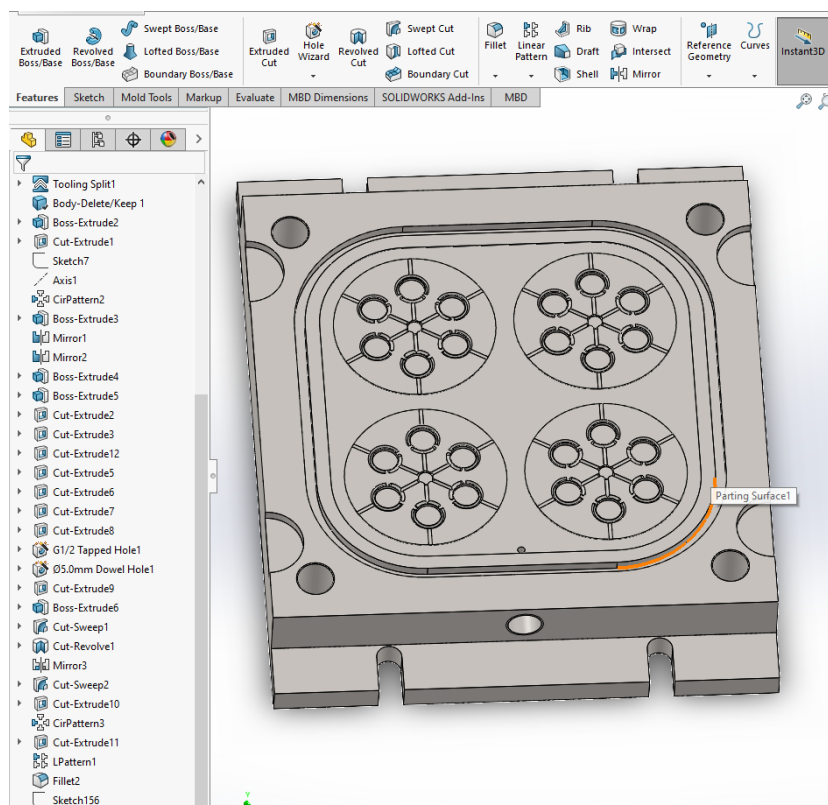 Extruded Boss/Base
Revolved Boss/Base
Swept Boss/Base
Lofted Boss/Base
Boundary Boss/Base
Extruded Cut
Hole Wizard
Revolved Cut
Swept Cut
Lofted Cut
Boundary Cut
Fillet
Linear Pattern
Rib
Draft
Shell
Wrap
Intersect
Mirror
Reference Geometry
Curves
Instant3D
Features
Sketch
Mold Tools
Markup
Evaluate
MBD Dimensions
SOLIDWORKS Add-Ins
MBD
Tooling Split1
Body-Delete/Keep 1
Boss-Extrude2
Cut-Extrude1
Sketch7
Axis1
CirPattern2
Boss-Extrude3
Mirror1
Mirror2
Boss-Extrude4
Boss-Extrude5
Cut-Extrude2
Cut-Extrude3
Cut-Extrude12
Cut-Extrude5
Cut-Extrude6
Cut-Extrude7
Cut-Extrude8
G1/2 Tapped Hole1
Ø5.0mm Dowel Hole1
Cut-Extrude9
Boss-Extrude6
Cut-Sweep1
Cut-Revolve1
Mirror3
Cut-Sweep2
Cut-Extrude10
CirPattern3
Cut-Extrude11
LPattern1
Fillet2
Sketch156
Parting Surface1
Y